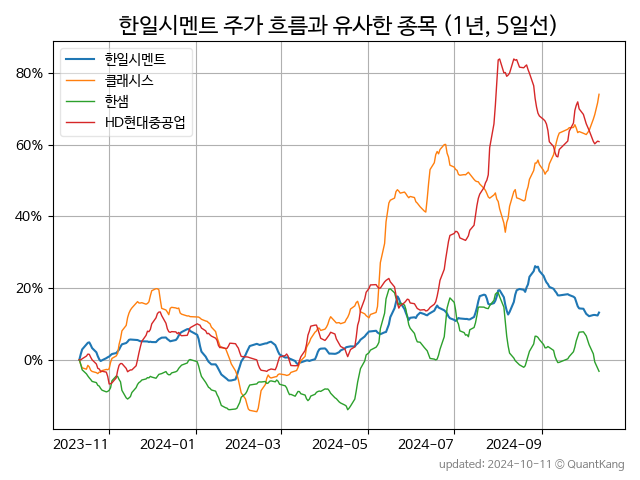 한일시멘트 주가 흐름과 유사한 종목 (1년, 5일선)
한일시멘트
클래시스
한샘
HD현대중공업
80%
60%
40%
20%
0%
2023-11 2024-01 2024-03 2024-05 2024-07 2024-09
updated: 2024-10-11 © QuantKang